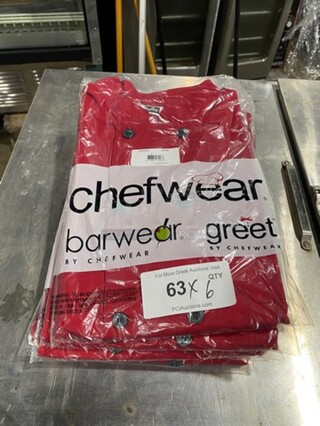 chefwear®
barwear® greet
BY CHEFWEAR BY CHEFWEAR
For More Great Auctions Visit
QTY
63 X 6
PCIAuctions.com